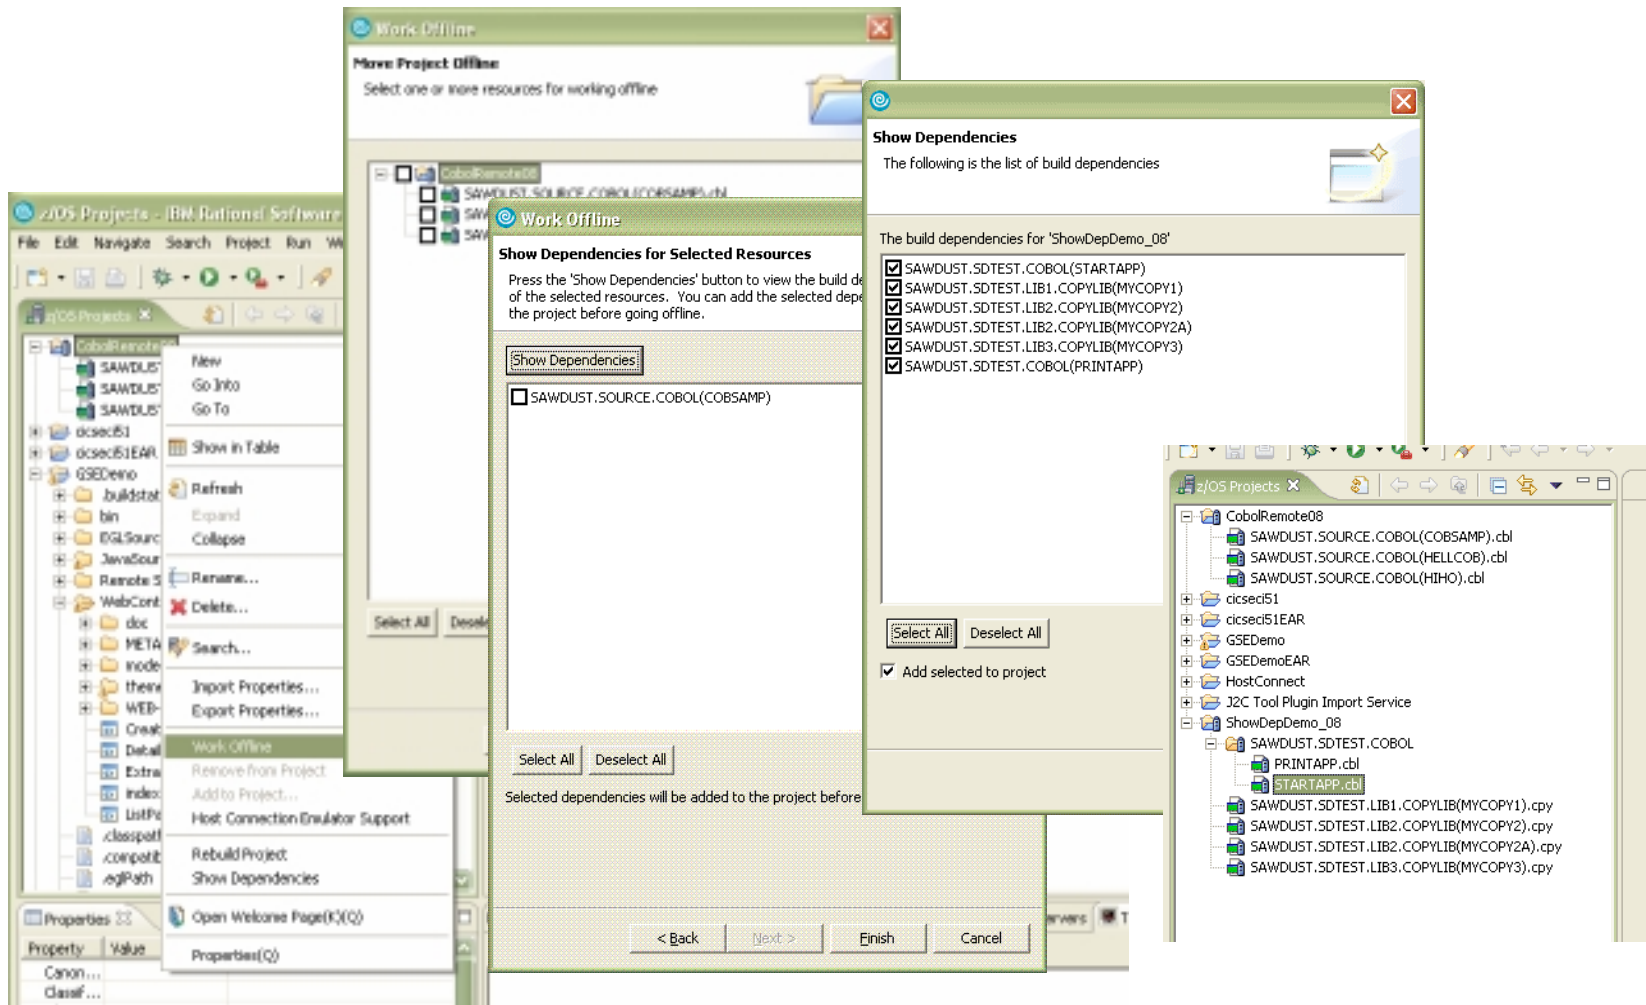 Work Offline
Move Project Offline
Select one or more resources for working offline
CobolRemote08
SAWDUST.SOURCE.COBOL(COBSAMP).cbl
SAW
SAW
Select All
Desele
z/OS Projects - IBM Rational Software
File Edit Navigate Search Project Run W
z/OS Projects
CobolRemote
SAWDUS
SAWDUS
SAWDUS
cicseci51
cicseci51EAR
GSEDemo
.buildstat
bin
EGLSourc
JavaSour
Remote S
WebCont
doc
META
mode
theme
WEB-
Creat
Detail
Extra
index
ListPa
.classpath
.compatib
.eglPath
Properties
Property Value
Canon...
Classif...
New
Go Into
Go To
Show in Table
Refresh
Expand
Collapse
Rename...
Delete...
Search...
Import Properties...
Export Properties...
Work Offline
Remove from Project
Add to Project...
Host Connection Emulator Support
Rebuild Project
Show Dependencies
Open Welcome Page(K)(Q)
Properties(Q)
Work Offline
Show Dependencies for Selected Resources
Press the 'Show Dependencies' button to view the build de
of the selected resources. You can add the selected depe
the project before going offline.
Show Dependencies
SAWDUST.SOURCE.COBOL(COBSAMP)
Select All Deselect All
Selected dependencies will be added to the project before
< Back Next > Finish Cancel
ervers T
Show Dependencies
The following is the list of build dependencies
The build dependencies for 'ShowDepDemo_08'
SAWDUST.SDTEST.COBOL(STARTAPP)
SAWDUST.SDTEST.LIB1.COPYLIB(MYCOPY1)
SAWDUST.SDTEST.LIB2.COPYLIB(MYCOPY2)
SAWDUST.SDTEST.LIB2.COPYLIB(MYCOPY2A)
SAWDUST.SDTEST.LIB3.COPYLIB(MYCOPY3)
SAWDUST.SDTEST.COBOL(PRINTAPP)
Select All Deselect All
Add selected to project
z/OS Projects
CobolRemote08
SAWDUST.SOURCE.COBOL(COBSAMP).cbl
SAWDUST.SOURCE.COBOL(HELLCOB).cbl
SAWDUST.SOURCE.COBOL(HIHO).cbl
cicseci51
cicseci51EAR
GSEDemo
GSEDemoEAR
HostConnect
J2C Tool Plugin Import Service
ShowDepDemo_08
SAWDUST.SDTEST.COBOL
PRINTAPP.cbl
STARTAPP.cbl
SAWDUST.SDTEST.LIB1.COPYLIB(MYCOPY1).cpy
SAWDUST.SDTEST.LIB2.COPYLIB(MYCOPY2).cpy
SAWDUST.SDTEST.LIB2.COPYLIB(MYCOPY2A).cpy
SAWDUST.SDTEST.LIB3.COPYLIB(MYCOPY3).cpy